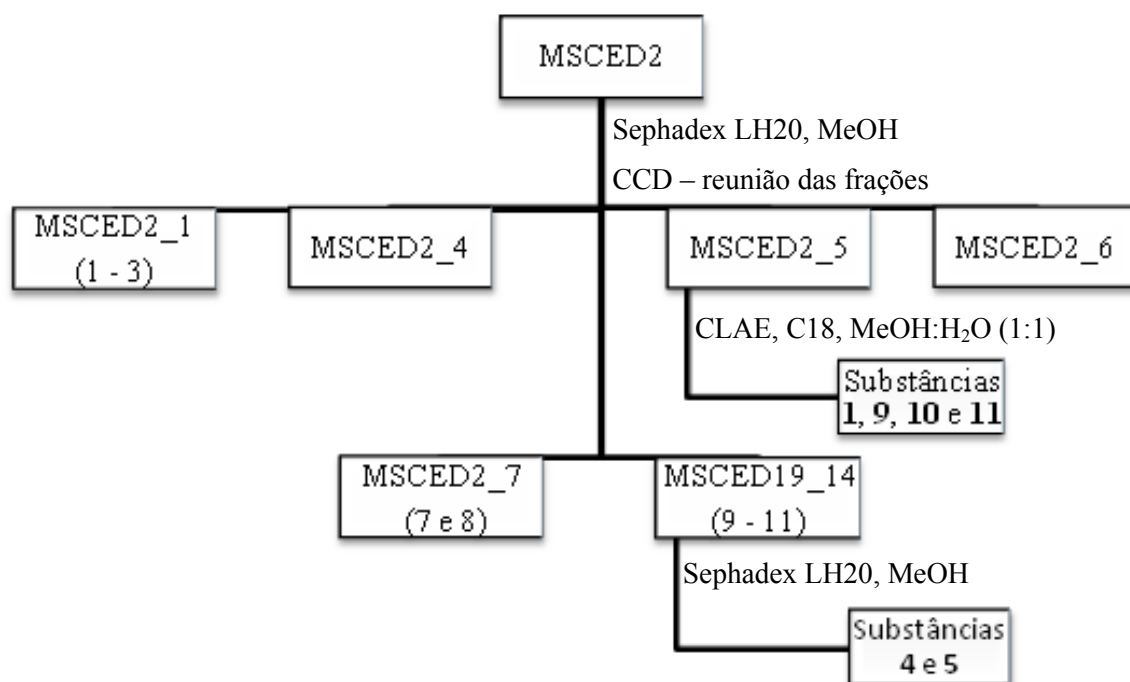 MSCED2
Sephadex LH20, MeOH
CCD – reunião das frações
MSCED2_1
(1 - 3)
MSCED2_4
MSCED2_5
MSCED2_6
CLAE, C18, MeOH:H₂O (1:1)
Substâncias
1, 9, 10 e 11
MSCED2_7
(7 e 8)
MSCED19_14
(9 - 11)
Sephadex LH20, MeOH
Substâncias
4 e 5